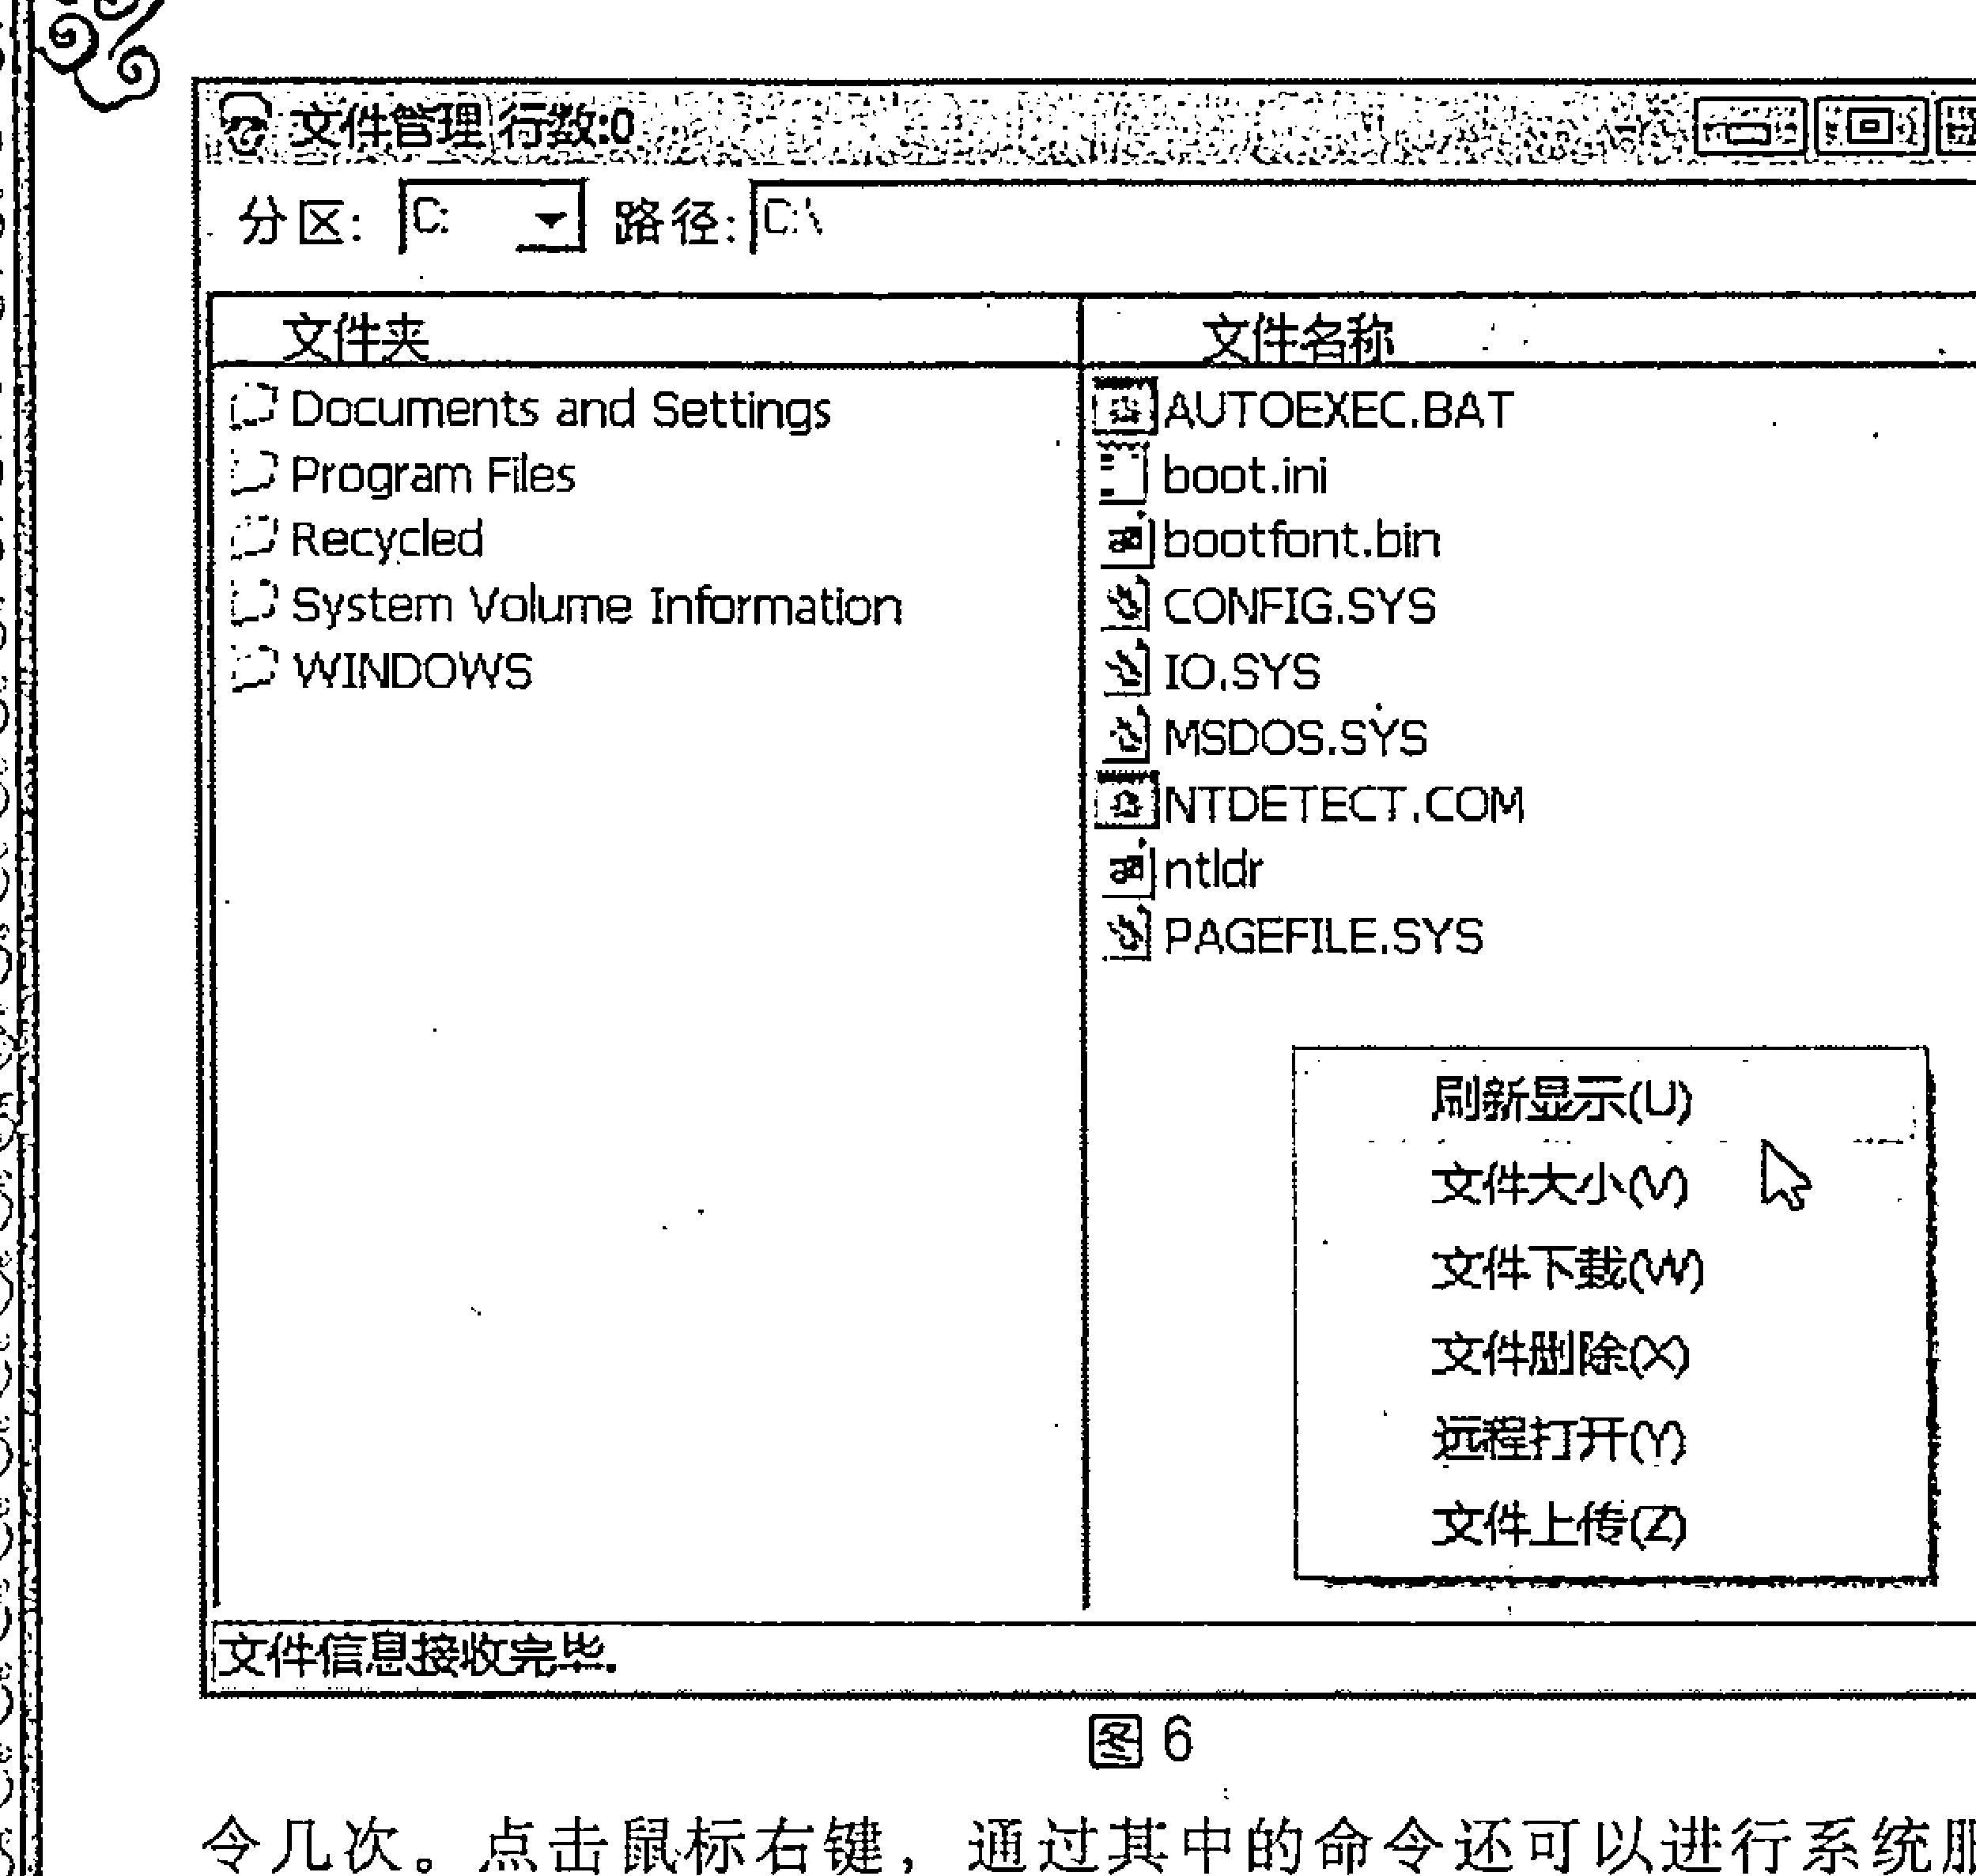 文件管理 行数:0
分区: C: 路径: C:\
文件夹 文件名称
Documents and Settings AUTOEXEC.BAT
Program Files boot.ini
Recycled bootfont.bin
System Volume Information CONFIG.SYS
WINDOWS IO.SYS
MSDOS.SYS
NTDETECT.COM
ntldr
PAGEFILE.SYS
刷新显示(U)
文件大小(V)
文件下载(W)
文件删除(X)
远程打开(Y)
文件上传(Z)
文件信息接收完毕.
图 6
令几次。点击鼠标右键，通过其中的命令还可以进行系统服